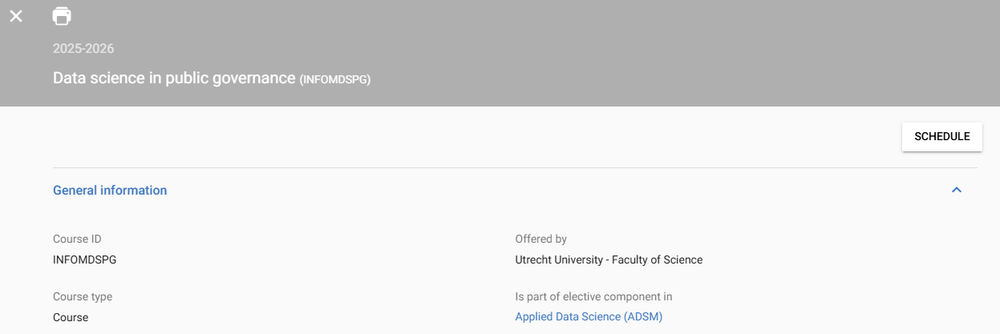 2025-2026
Data science in public governance (INFOMDSPG)
SCHEDULE
General information
Course ID
INFOMDSPG
Offered by
Utrecht University - Faculty of Science
Course type
Course
Is part of elective component in
Applied Data Science (ADSM)